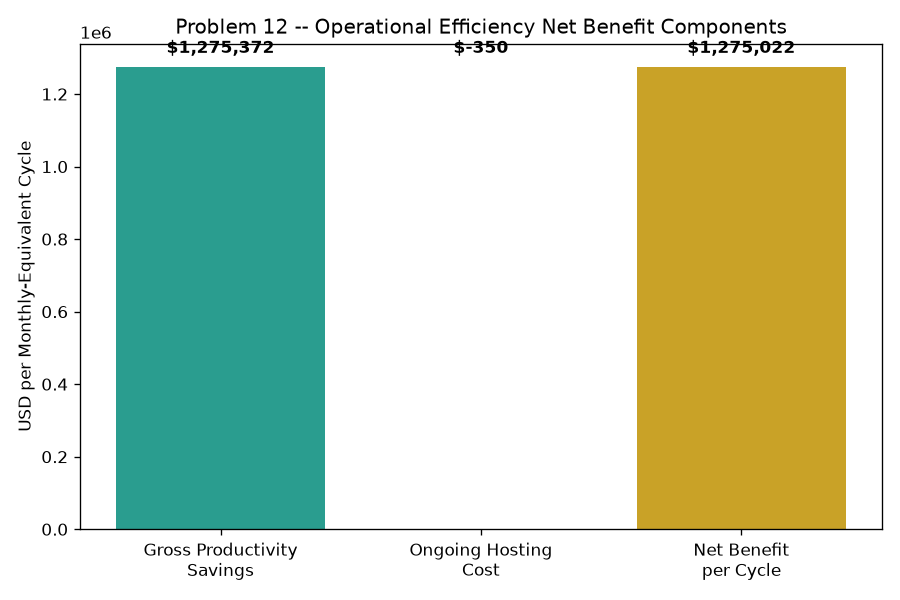 Problem 12 -- Operational Efficiency Net Benefit Components
1e6
$1,275,372
$-350
$1,275,022
USD per Monthly-Equivalent Cycle
1.2
1.0
0.8
0.6
0.4
0.2
0.0
Gross Productivity
Savings
Ongoing Hosting
Cost
Net Benefit
per Cycle